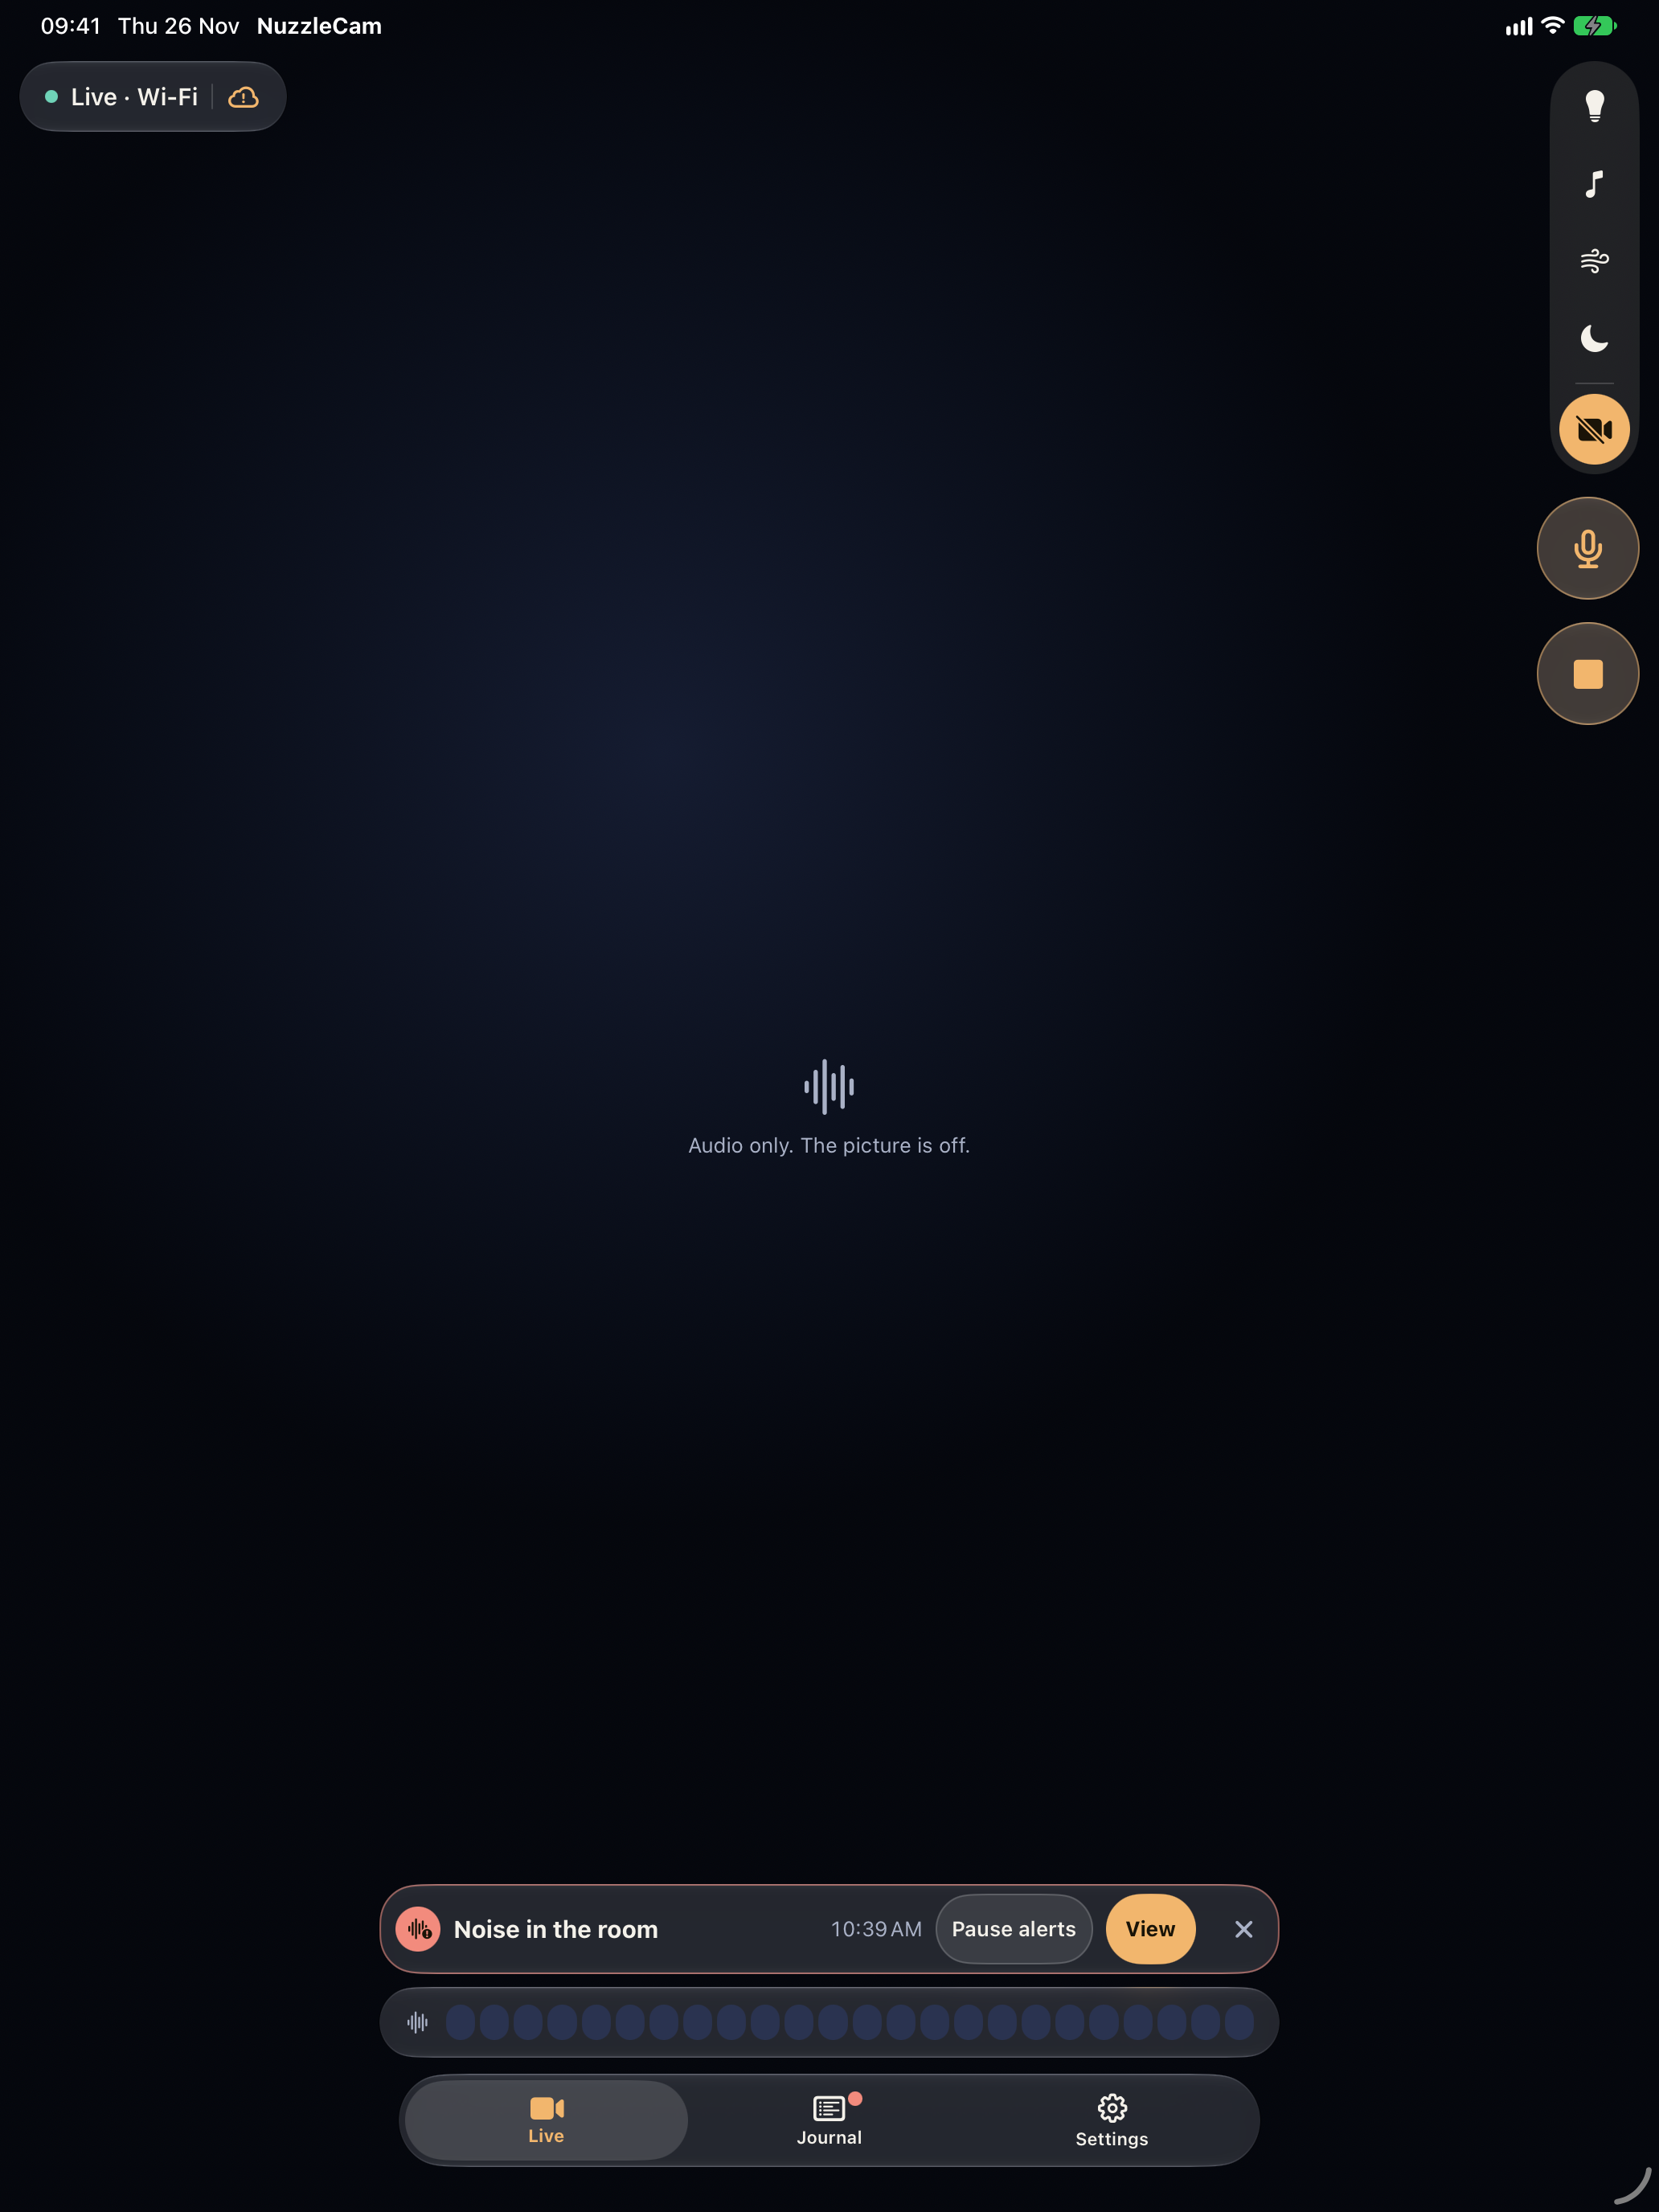 09:41 Thu 26 Nov NuzzleCam
Live · Wi-Fi
Audio only. The picture is off.
Noise in the room 10:39 AM Pause alerts View
Live Journal Settings